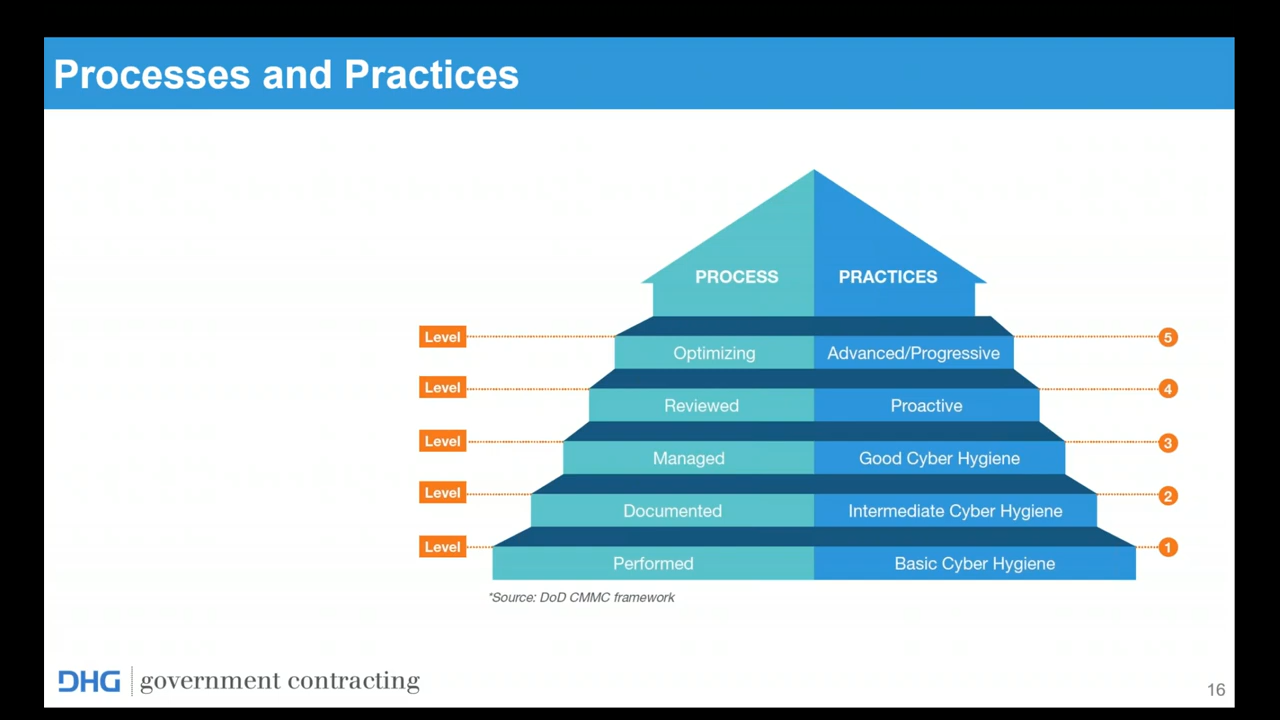 Processes and Practices
PROCESS PRACTICES
Level 5
Optimizing Advanced/Progressive
Level 4
Reviewed Proactive
Level 3
Managed Good Cyber Hygiene
Level 2
Documented Intermediate Cyber Hygiene
Level 1
Performed Basic Cyber Hygiene
*Source: DoD CMMC framework
DHG government contracting
16